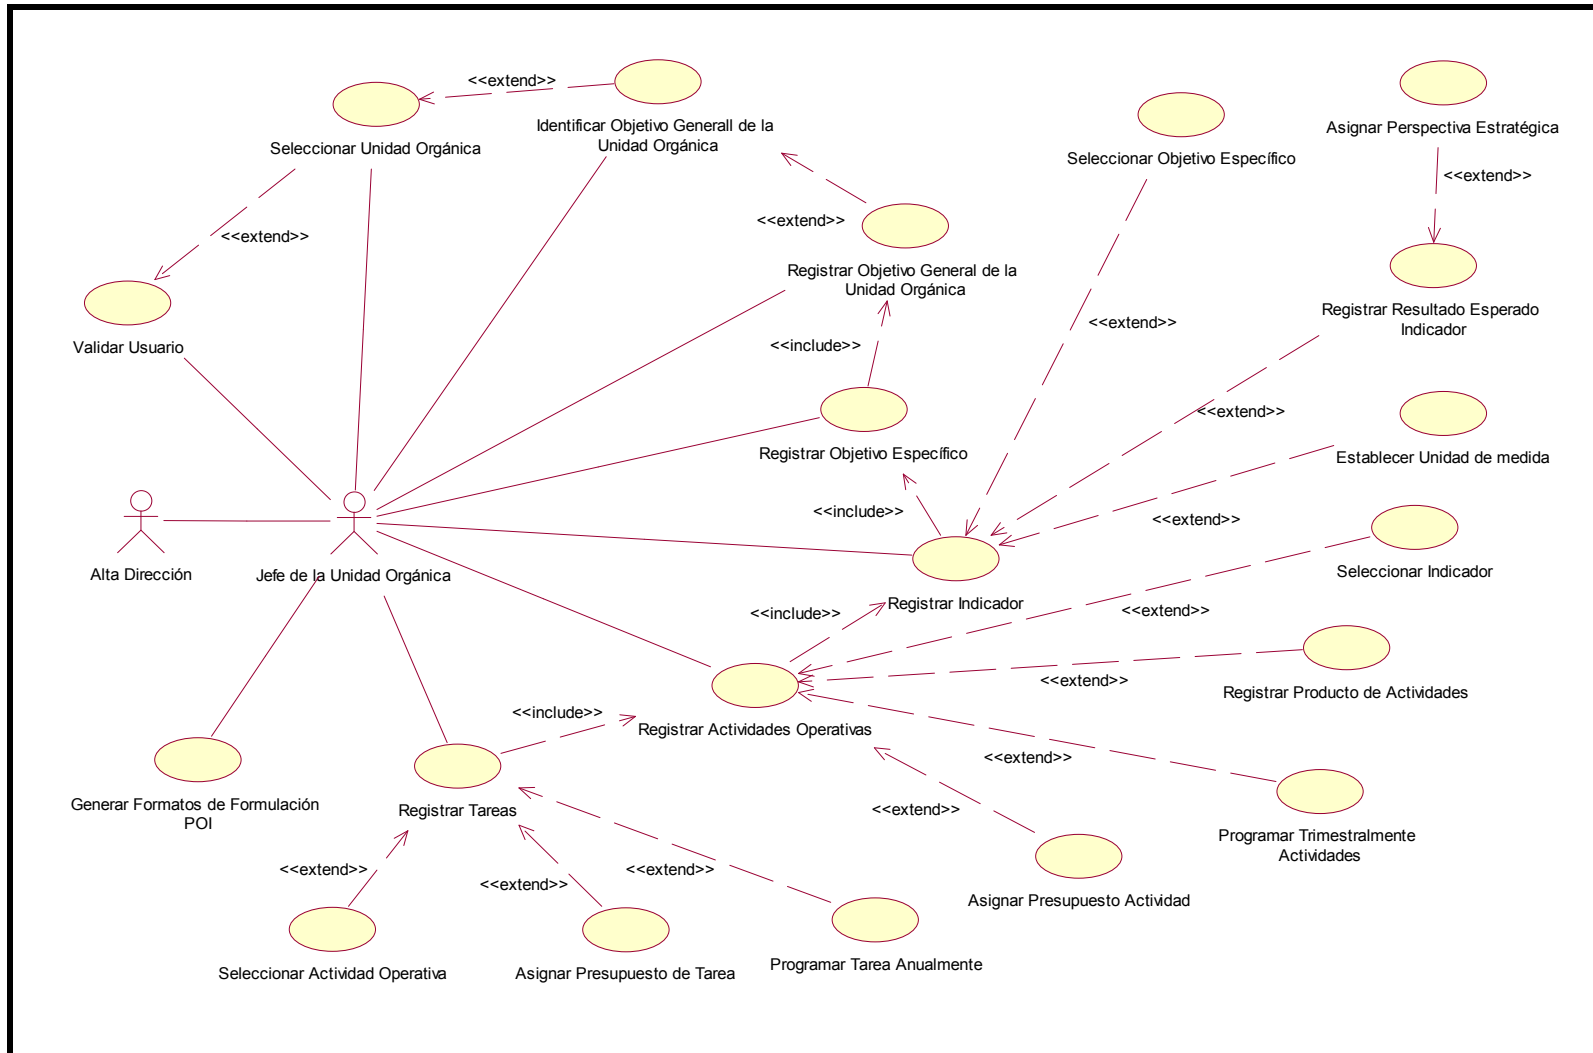 <<extend>>
Identificar Objetivo Generall de la
Unidad Orgánica
Seleccionar Unidad Orgánica
Seleccionar Objetivo Específico
Asignar Perspectiva Estratégica
<<extend>>
<<extend>>
<<extend>>
Registrar Objetivo General de la
Unidad Orgánica
Registrar Resultado Esperado
Indicador
<<extend>>
Validar Usuario
<<include>>
<<extend>>
Registrar Objetivo Específico
Establecer Unidad de medida
<<include>>
<<extend>>
Alta Dirección
Jefe de la Unidad Orgánica
Seleccionar Indicador
Registrar Indicador
<<include>>
<<extend>>
<<extend>>
Registrar Producto de Actividades
<<include>>
Registrar Actividades Operativas
<<extend>>
Generar Formatos de Formulación
POI
Registrar Tareas
<<extend>>
Programar Trimestralmente
Actividades
<<extend>>
<<extend>>
<<extend>>
Asignar Presupuesto Actividad
Seleccionar Actividad Operativa
Asignar Presupuesto de Tarea
Programar Tarea Anualmente